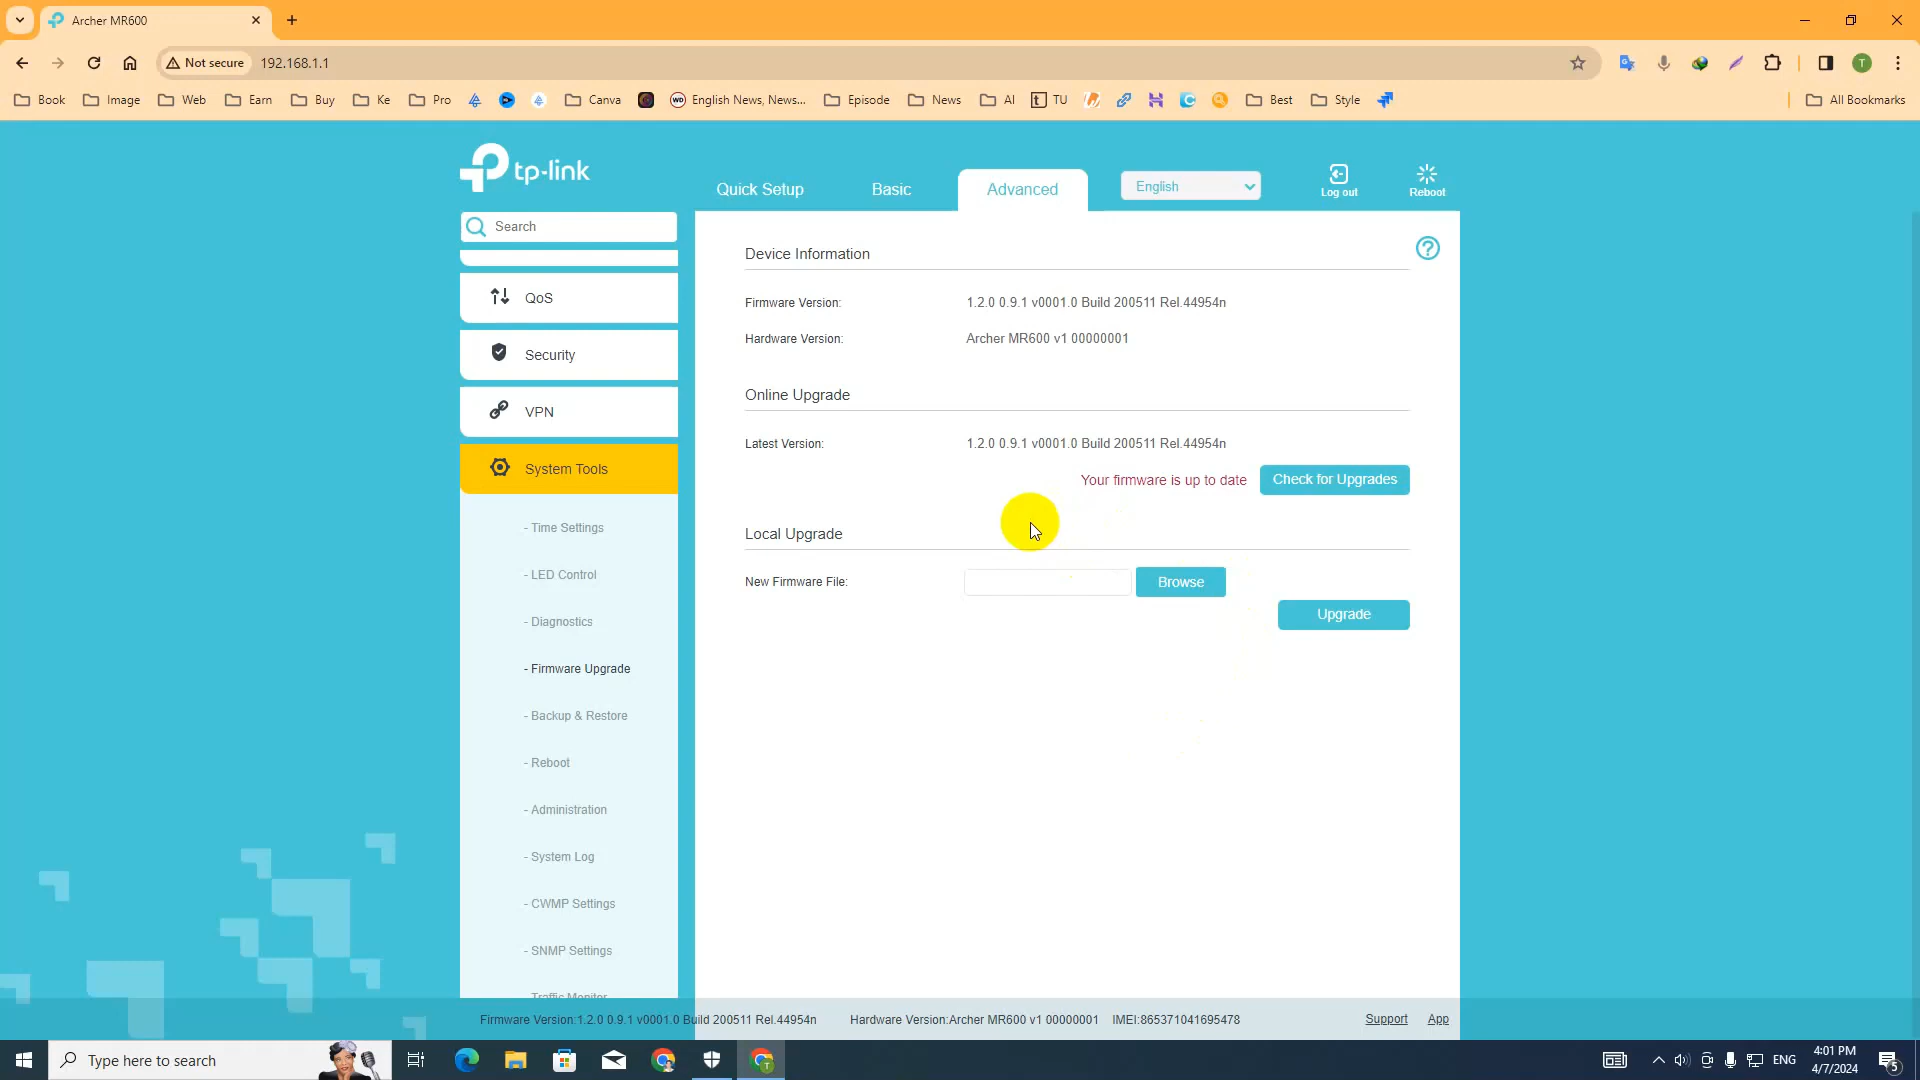 Archer MR600
Not secure
192.168.1.1
T
Book
Image
Web
Earn
Buy
Ke
Pro
Canva
WD
English News, News...
Episode
News
AI
t
TU
Best
Style
All Bookmarks
tp-link
Quick Setup
Basic
Advanced
English
Log out
Reboot
Search
QoS
Security
VPN
System Tools
- Time Settings
- LED Control
- Diagnostics
- Firmware Upgrade
- Backup & Restore
- Reboot
- Administration
- System Log
- CWMP Settings
- SNMP Settings
- Traffic Monitor
Device Information
?
Firmware Version: 1.2.0 0.9.1 v0001.0 Build 200511 Rel.44954n
Hardware Version: Archer MR600 v1 00000001
Online Upgrade
Latest Version: 1.2.0 0.9.1 v0001.0 Build 200511 Rel.44954n
Your firmware is up to date
Check for Upgrades
Local Upgrade
New Firmware File:
Browse
Upgrade
Firmware Version:1.2.0 0.9.1 v0001.0 Build 200511 Rel.44954n
Hardware Version:Archer MR600 v1 00000001
IMEI:865371041695478
Support
App
Type here to search
ENG
4:01 PM
4/7/2024
5